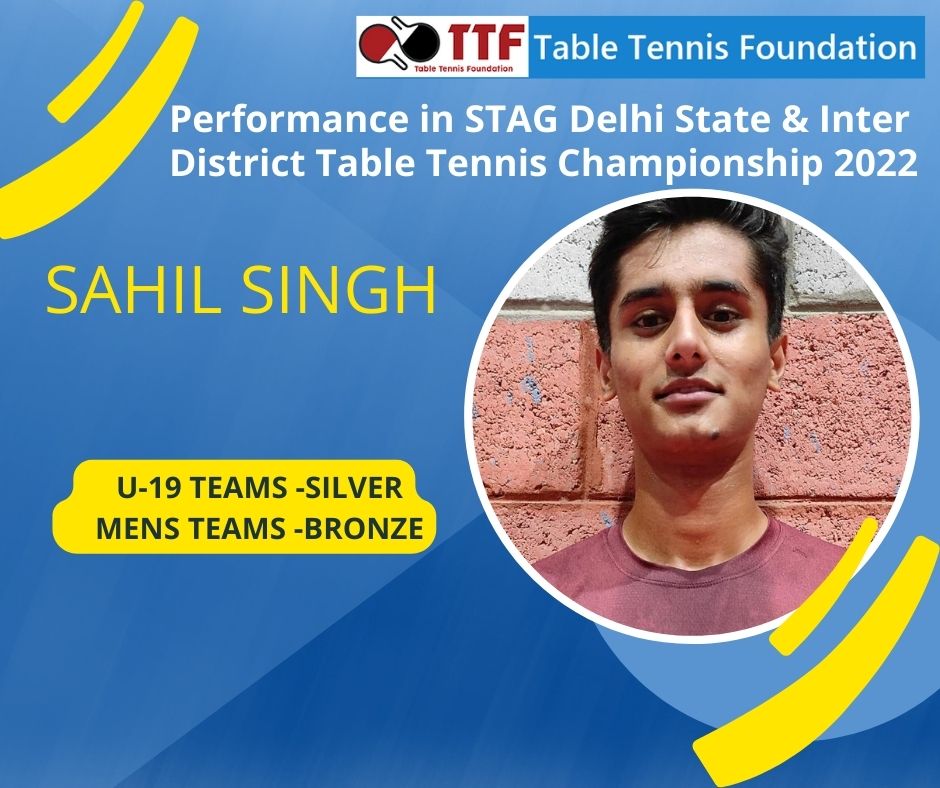 TTF
Table Tennis Foundation
Table Tennis Foundation
Performance in STAG Delhi State & Inter
District Table Tennis Championship 2022
SAHIL SINGH
U-19 TEAMS -SILVER
MENS TEAMS -BRONZE